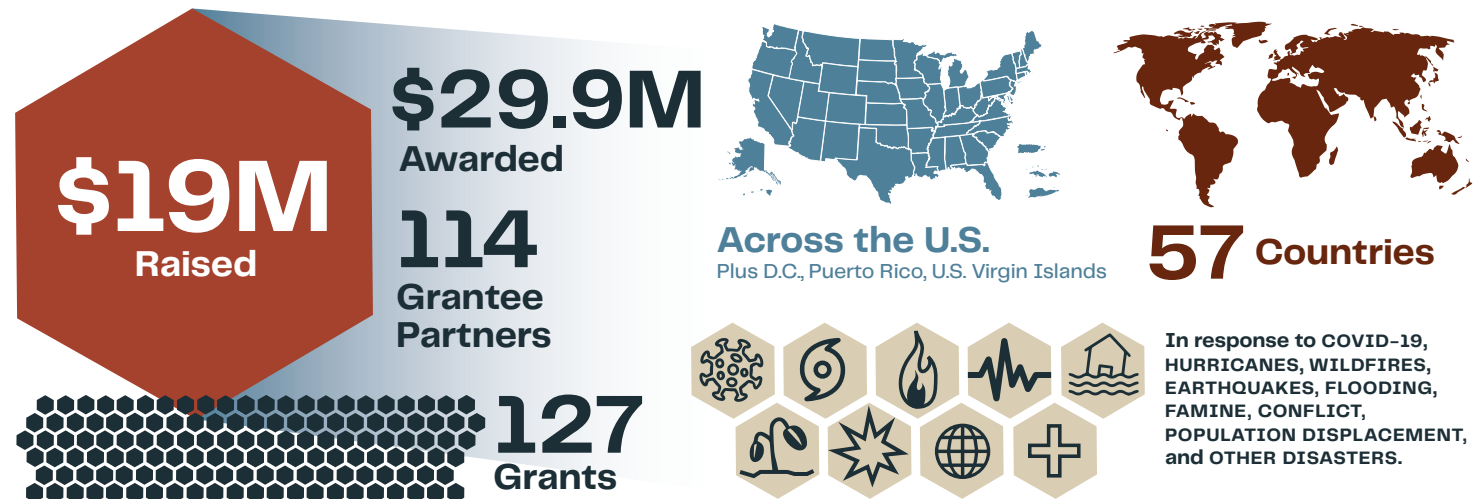 $19M
Raised
$29.9M
Awarded
114
Grantee
Partners
127
Grants
Across the U.S.
Plus D.C., Puerto Rico, U.S. Virgin Islands
57 Countries
In response to COVID-19,
HURRICANES, WILDFIRES,
EARTHQUAKES, FLOODING,
FAMINE, CONFLICT,
POPULATION DISPLACEMENT,
and OTHER DISASTERS.